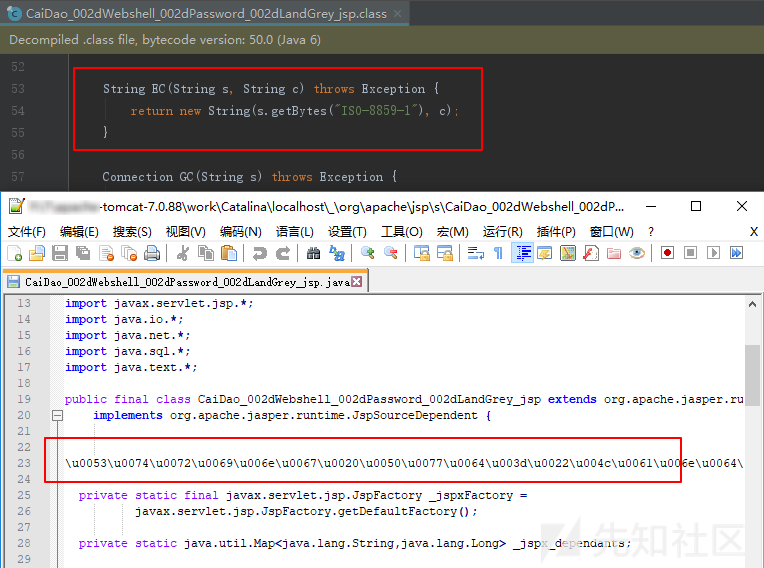 CaiDao_002dWebshell_002dPassword_002dLandGrey_jsp.class ×
Decompiled .class file, bytecode version: 50.0 (Java 6)
52
53 String EC(String s, String c) throws Exception {
54 return new String(s.getBytes("ISO-8859-1"), c);
55 }
56
57 Connection GC(String s) throws Exception {
-tomcat-7.0.88\work\Catalina\localhost\_\org\apache\jsp\s\CaiDao_002dWebshell_002dP...
文件(F) 编辑(E) 搜索(S) 视图(V) 编码(N) 语言(L) 设置(T) 工具(O) 宏(M) 运行(R) 插件(P) 窗口(W) ? X
CaiDao_002dWebshell_002dPassword_002dLandGrey_jsp.java
13 import javax.servlet.jsp.*;
14 import java.io.*;
15 import java.net.*;
16 import java.sql.*;
17 import java.text.*;
18
19 public final class CaiDao_002dWebshell_002dPassword_002dLandGrey_jsp extends org.apache.jasper.ru
20 implements org.apache.jasper.runtime.JspSourceDependent {
21
22
23 \u0053\u0074\u0072\u0069\u006e\u0067\u0020\u0050\u0077\u0064\u003d\u0022\u004c\u0061\u006e\u0064\
24
25 private static final javax.servlet.jsp.JspFactory _jspxFactory =
26 javax.servlet.jsp.JspFactory.getDefaultFactory();
27
28 private static java.util.Map<java.lang.String,java.lang.Long> _jspx_dependants;
29
先知社区